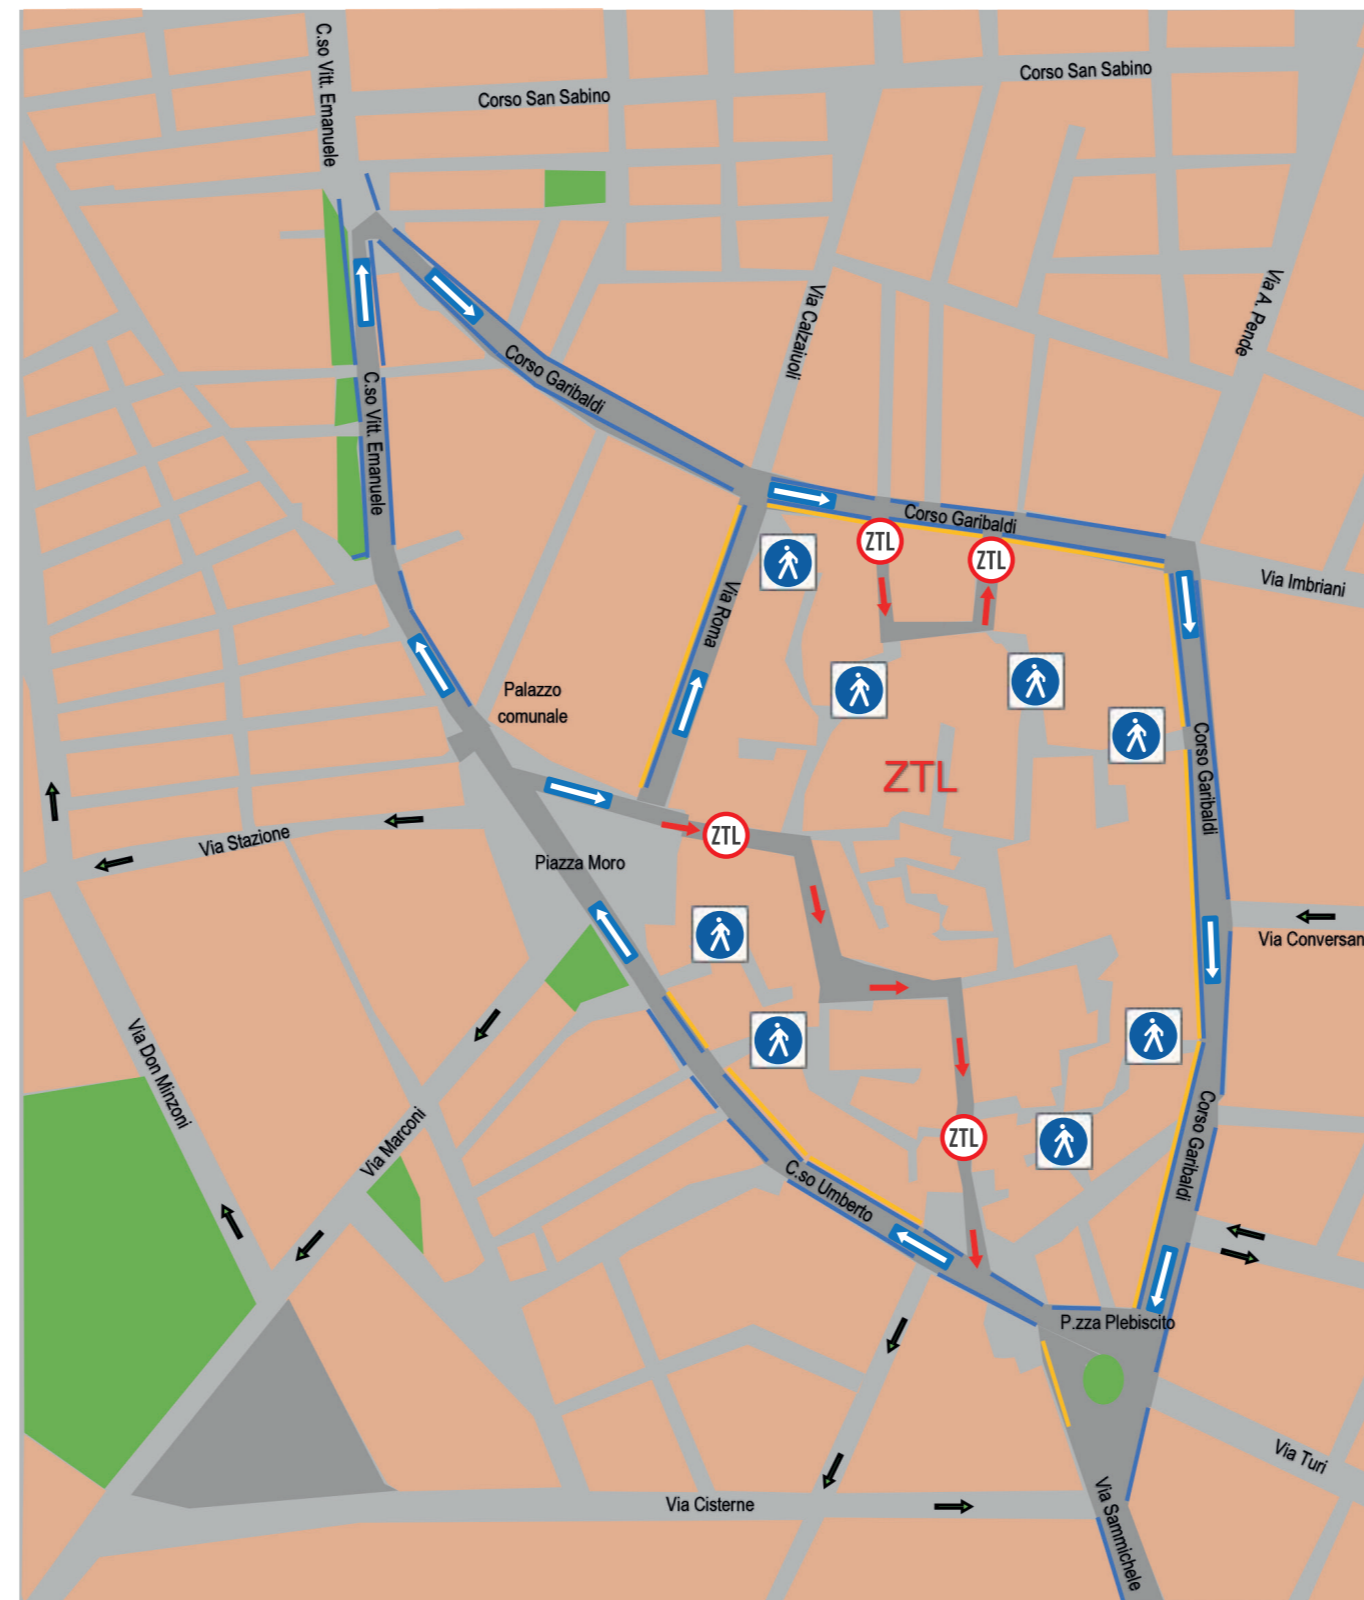 C.so Vitt. Emanuele
Corso San Sabino
Corso San Sabino
Via Calzaiuoli
Via A. Pende
Corso Garibaldi
C.so Vitt. Emanuele
Corso Garibaldi
ZTL
ZTL
Via Imbriani
Via Roma
Palazzo
comunale
ZTL
Corso Garibaldi
Via Stazione
ZTL
Piazza Moro
Via Conversan
Via Don Minzoni
Via Marconi
ZTL
Corso Garibaldi
C.so Umberto
P.zza Plebiscito
Via Turi
Via Cisterne
Via Sammichele